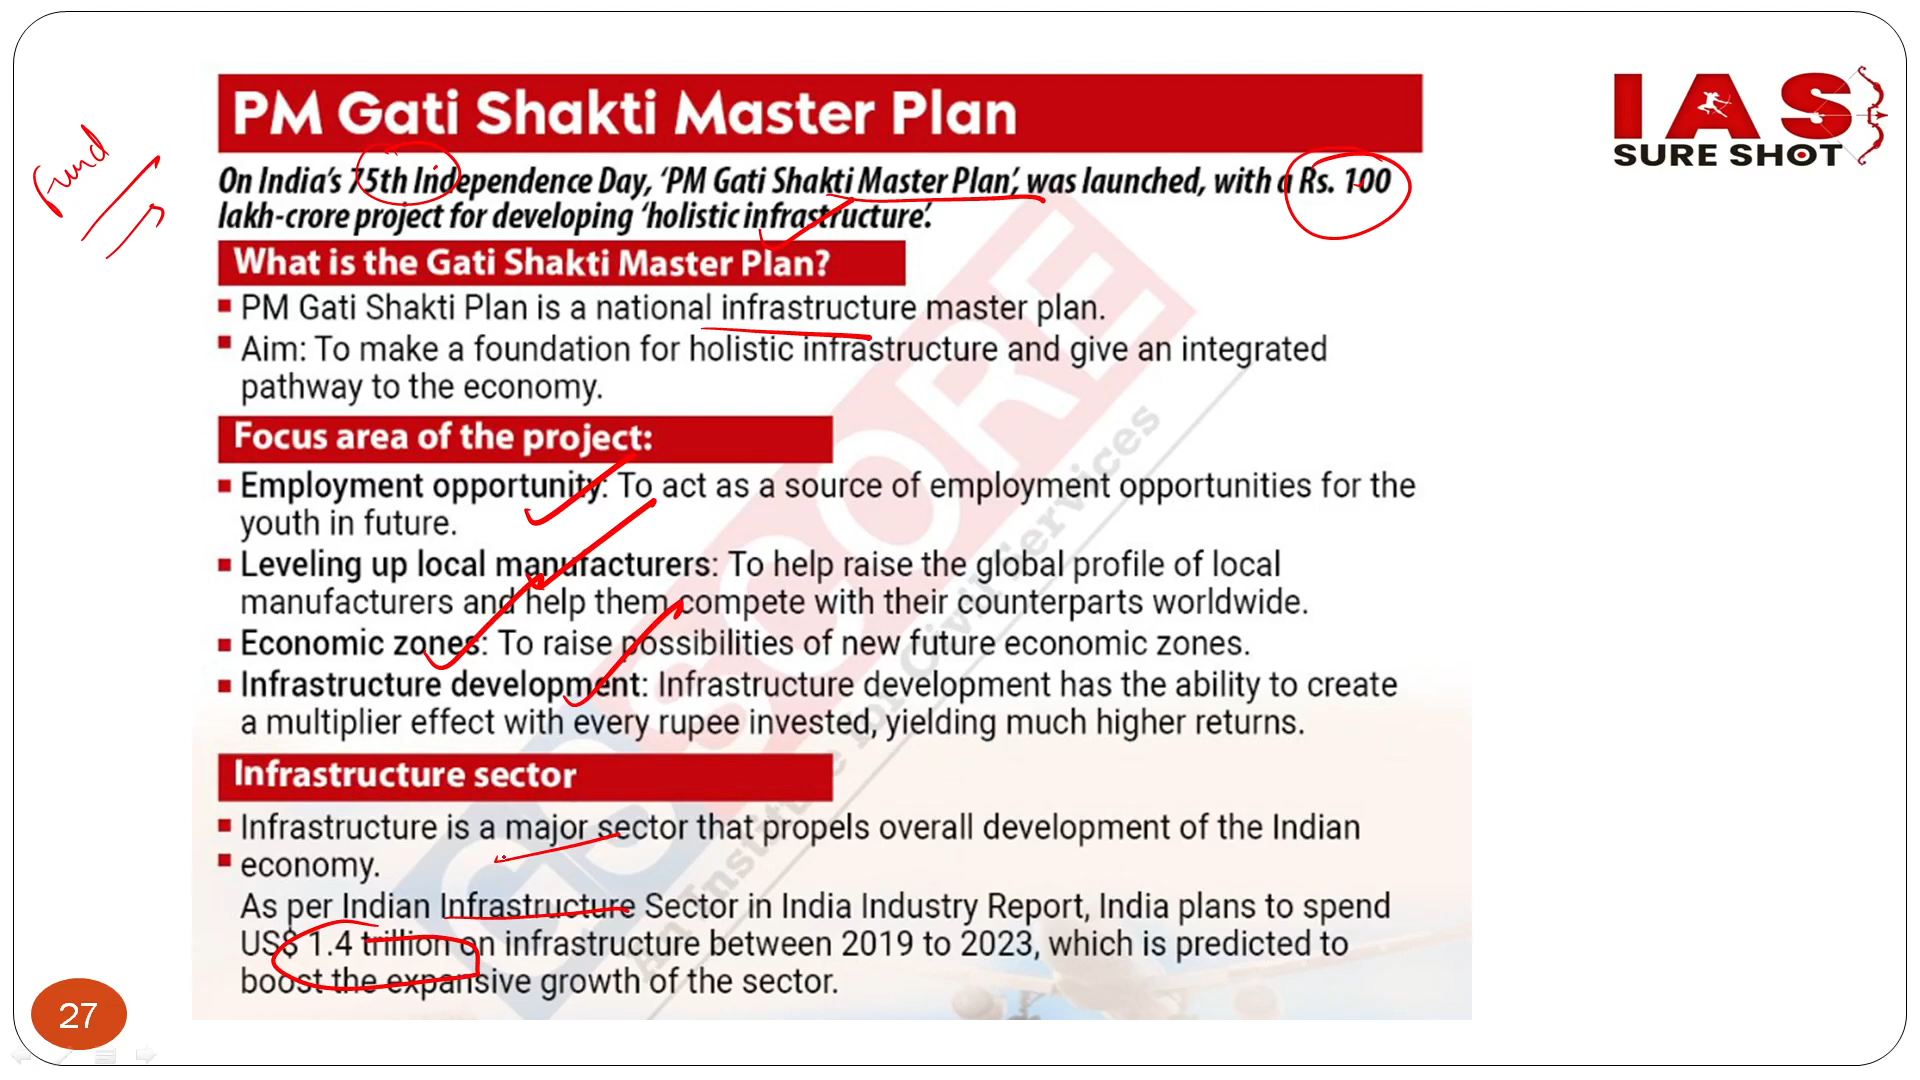 PM Gati Shakti Master Plan
IAS
SURE SHOT
Fund
On India's 75th Independence Day, 'PM Gati Shakti Master Plan', was launched, with a Rs. 100
lakh-crore project for developing 'holistic infrastructure'.
What is the Gati Shakti Master Plan?
▪ PM Gati Shakti Plan is a national infrastructure master plan.
▪ Aim: To make a foundation for holistic infrastructure and give an integrated
pathway to the economy.
Focus area of the project:
▪ Employment opportunity: To act as a source of employment opportunities for the
youth in future.
▪ Leveling up local manufacturers: To help raise the global profile of local
manufacturers and help them compete with their counterparts worldwide.
▪ Economic zones: To raise possibilities of new future economic zones.
▪ Infrastructure development: Infrastructure development has the ability to create
a multiplier effect with every rupee invested, yielding much higher returns.
Infrastructure sector
▪ Infrastructure is a major sector that propels overall development of the Indian
▪ economy.
As per Indian Infrastructure Sector in India Industry Report, India plans to spend
US$ 1.4 trillion on infrastructure between 2019 to 2023, which is predicted to
boost the expansive growth of the sector.
GS SCORE
An Institute for Civil Services
27